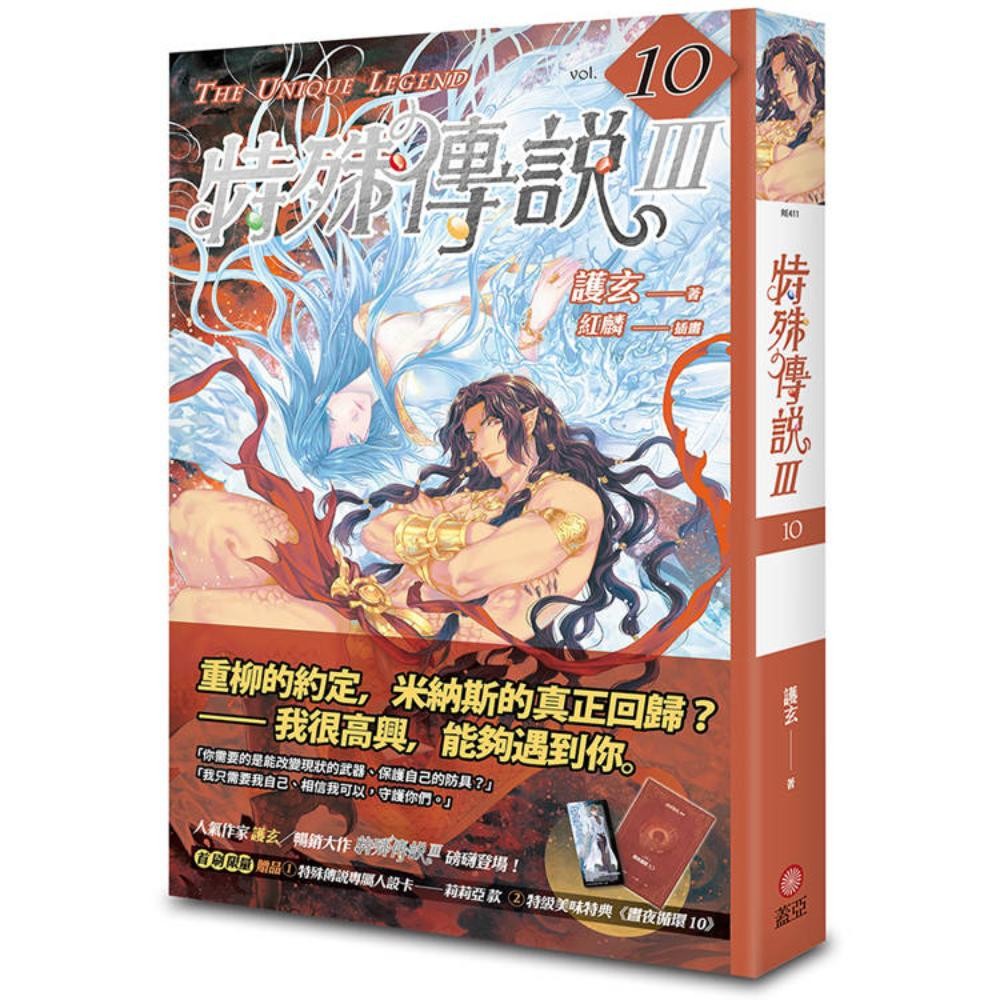 THE UNIQUE LEGEND
vol. 10
特殊傳說 III
護玄——著
紅麟——插畫
重柳的約定，米納斯的真正回歸？
——我很高興，能夠遇到你。
「你需要的是能改變現狀的武器、保護自己的防具？」
「我只需要我自己、相信我可以，守護你們。」
人氣作家護玄／暢銷大作 特殊傳說III 磅礡登場！
首刷限量 贈品①特殊傳說專屬人設卡——莉莉亞款 ②特級美味特典《晝夜循環10》
RE411
特殊傳說 III
10
護玄——著
蓋亞